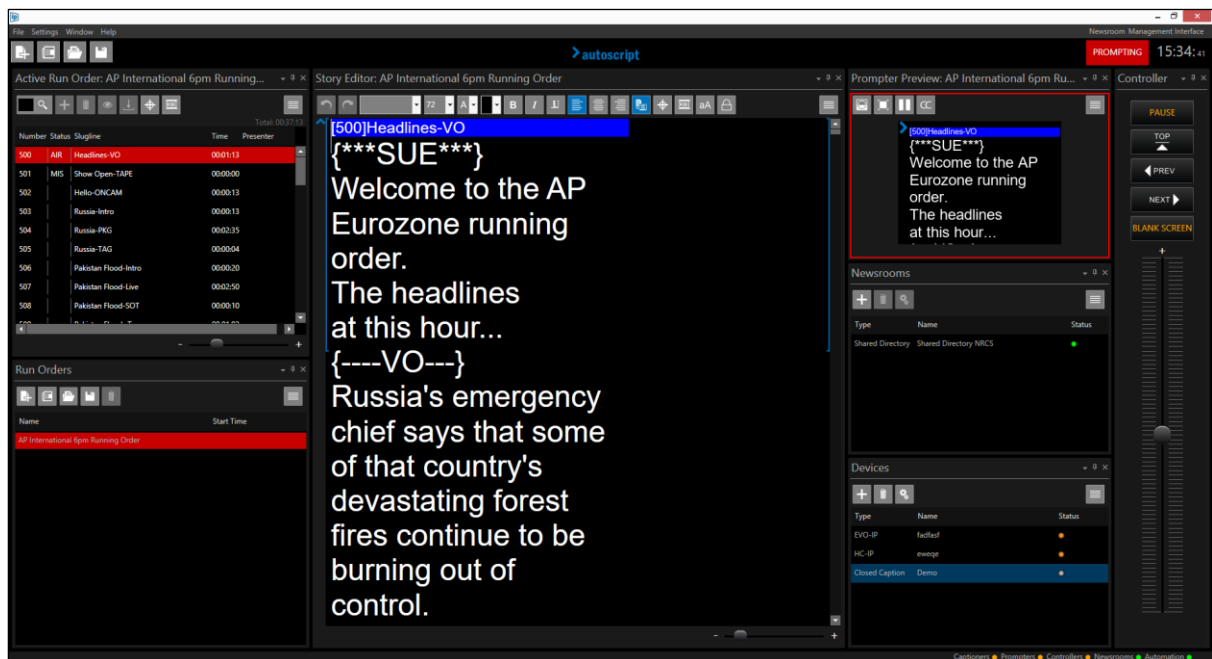 File Settings Window Help
Newsroom Management Interface
autoscript
PROMPTING 15:34:41
Active Run Order: AP International 6pm Running...
Total: 00:37:13
Number Status Slugline Time Presenter
500 AIR Headlines-VO 00:01:13
501 MIS Show Open-TAPE 00:00:00
502 Hello-ONCAM 00:00:13
503 Russia-Intro 00:00:13
504 Russia-PKG 00:02:35
505 Russia-TAG 00:00:04
506 Pakistan Flood-Intro 00:00:20
507 Pakistan Flood-Live 00:02:50
508 Pakistan Flood-SOT 00:00:10
- +
Run Orders
Name Start Time
AP International 6pm Running Order
Story Editor: AP International 6pm Running Order
72 A B I U aA
[500]Headlines-VO
{***SUE***}
Welcome to the AP
Eurozone running
order.
The headlines
at this hour...
{----VO---}
Russia's emergency
chief says that some
of that country's
devastating forest
fires continue to be
burning out of
control.
- +
Prompter Preview: AP International 6pm Ru...
CC
[500]Headlines-VO
{***SUE***}
Welcome to the AP
Eurozone running
order.
The headlines
at this hour...
Newsrooms
Type Name Status
Shared Directory Shared Directory NRCS
Devices
Type Name Status
EVO-IP fadfasf
HC-IP eweqe
Closed Caption Demo
Controller
PAUSE
TOP
PREV
NEXT
BLANK SCREEN
+
-
Captioners Prompters Controllers Newsrooms Automation